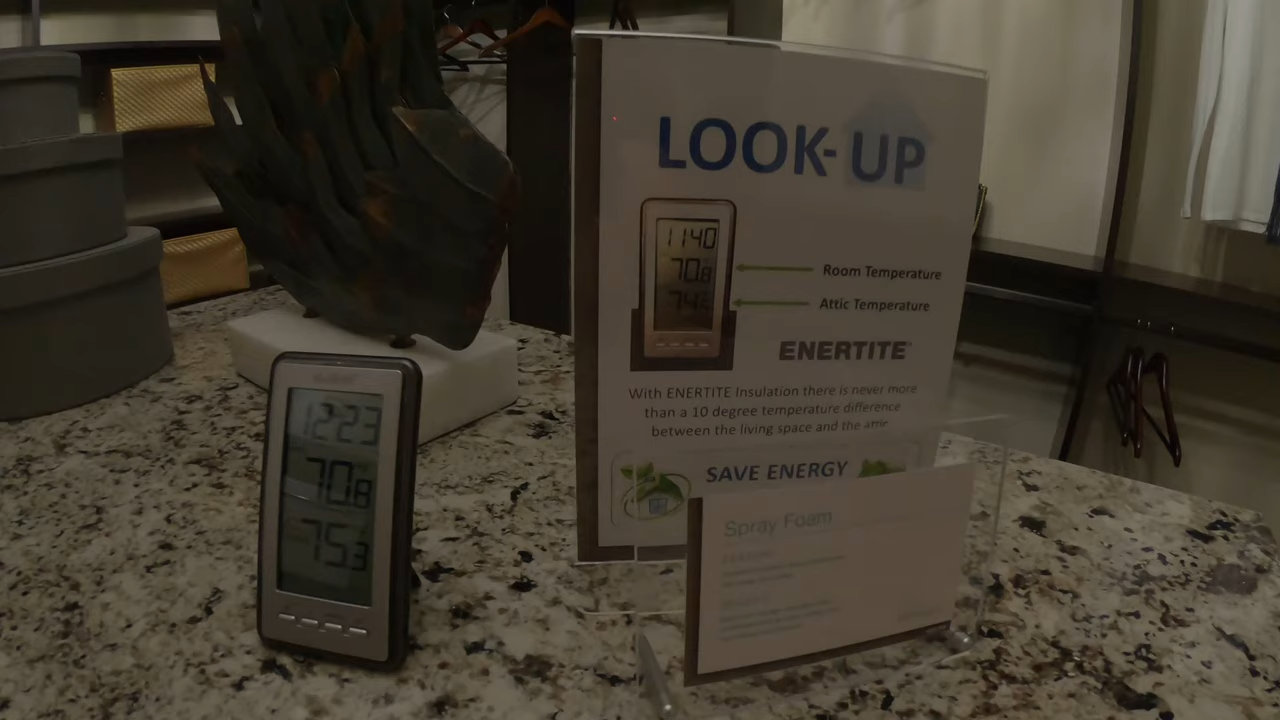 LOOK-UP
1140
70.8
Room Temperature
Attic Temperature
ENERTITE
With ENERTITE Insulation there is never more
than a 10 degree temperature difference
between the living space and the attic
SAVE ENERGY
Spray Foam
12:23
70.8
75.3